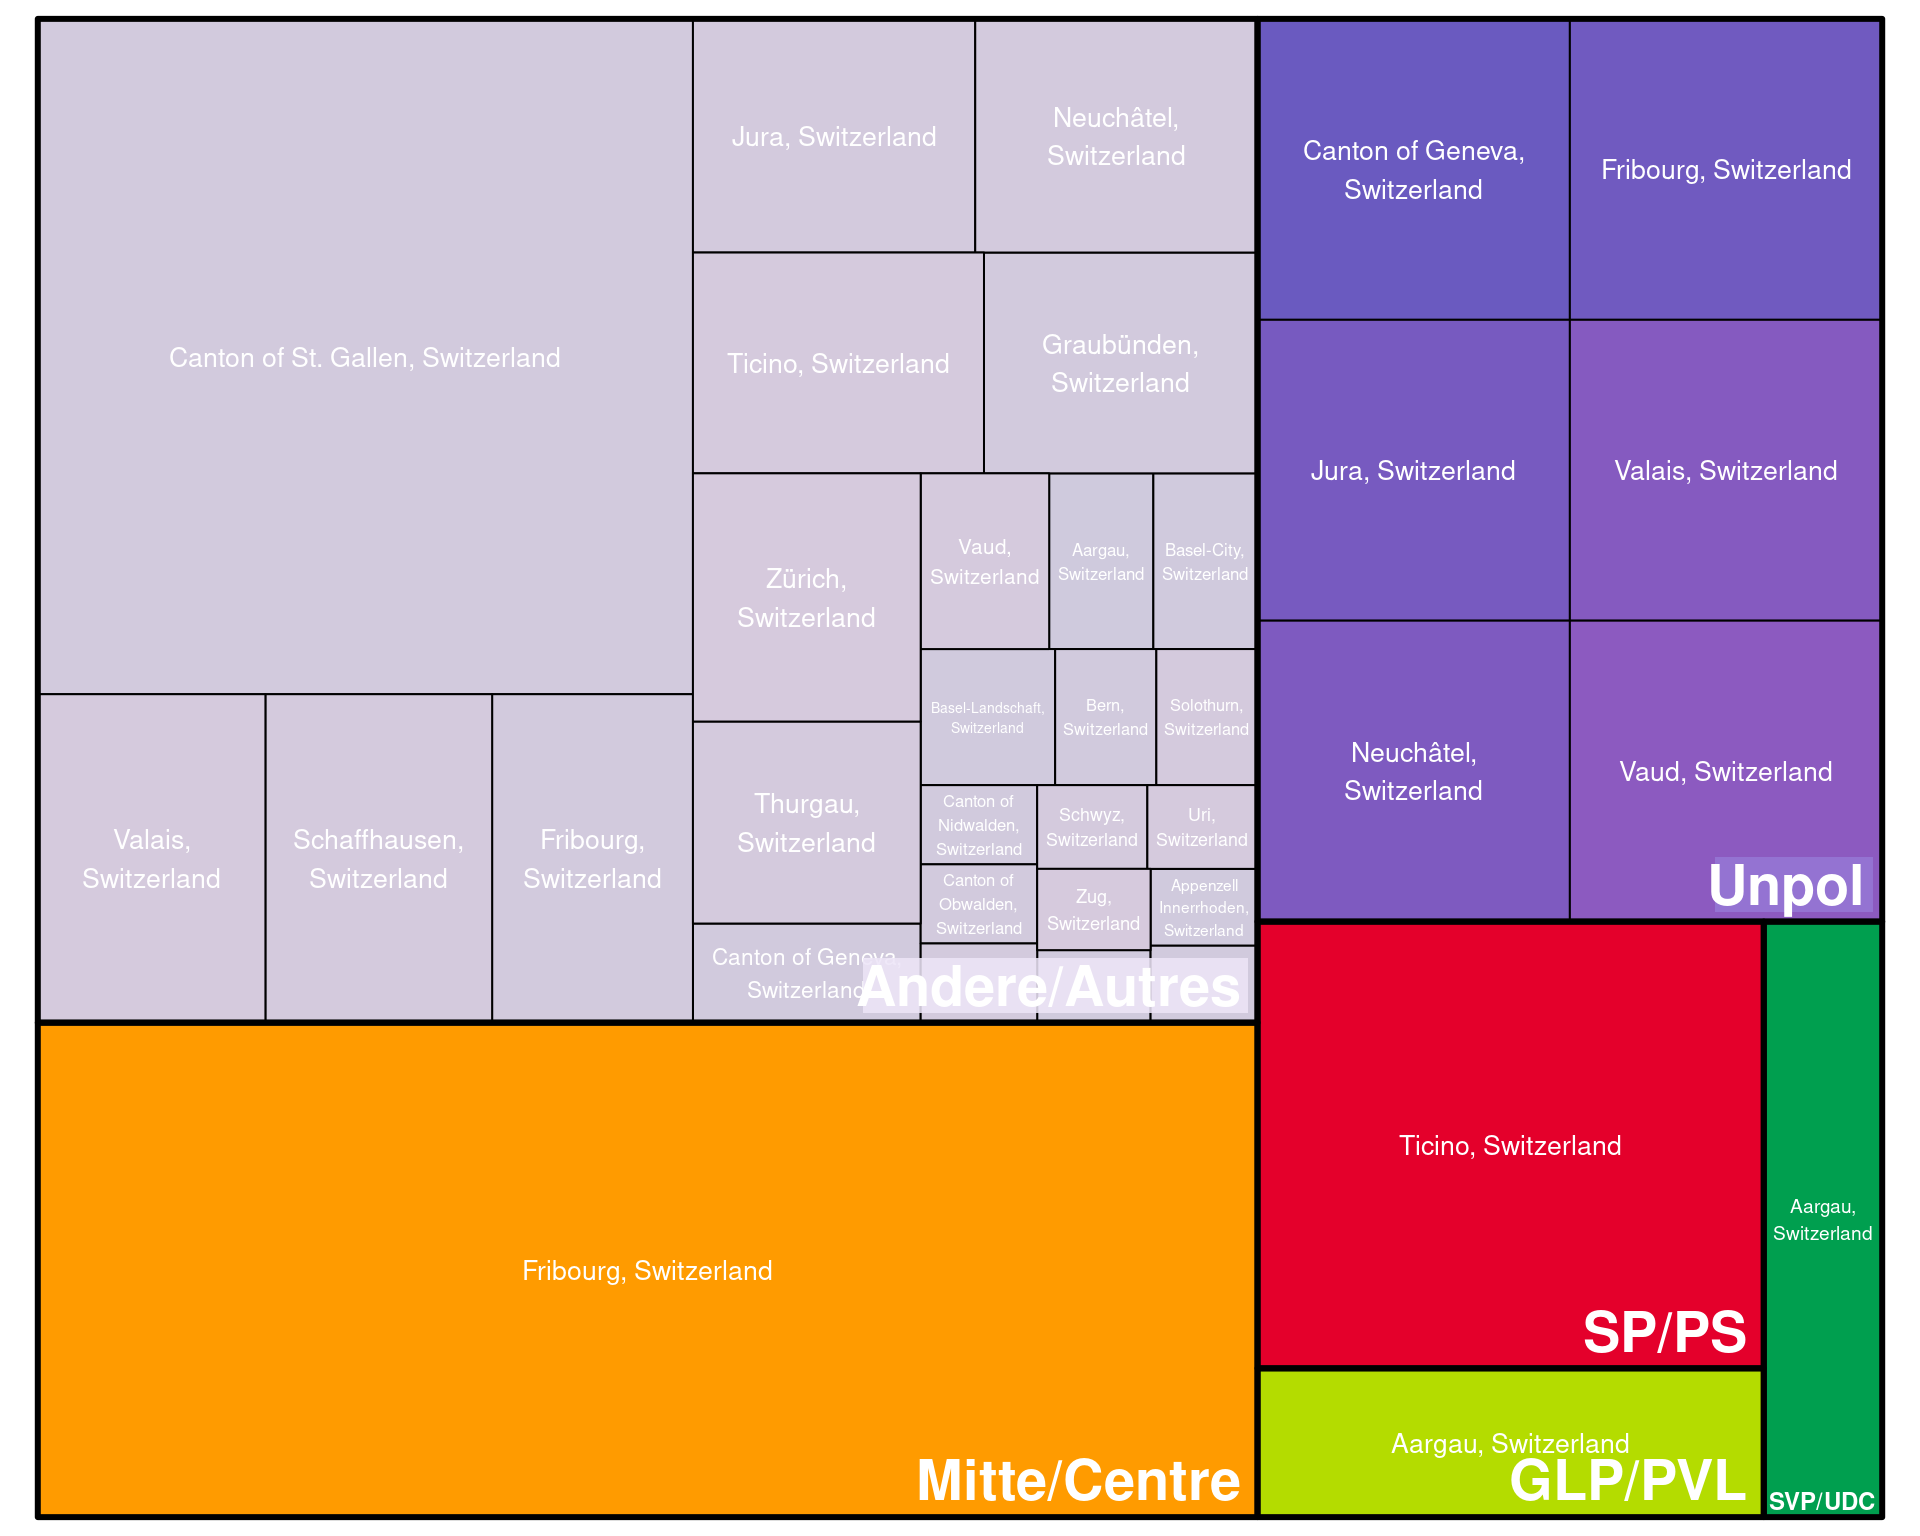 Canton of St. Gallen, Switzerland
Valais,
Switzerland
Schaffhausen,
Switzerland
Fribourg,
Switzerland
Jura, Switzerland
Neuchâtel,
Switzerland
Ticino, Switzerland
Graubünden,
Switzerland
Zürich,
Switzerland
Thurgau,
Switzerland
Canton of Geneva,
Switzerland
Vaud,
Switzerland
Aargau,
Switzerland
Basel-City,
Switzerland
Basel-Landschaft,
Switzerland
Bern,
Switzerland
Solothurn,
Switzerland
Canton of
Nidwalden,
Switzerland
Schwyz,
Switzerland
Uri,
Switzerland
Canton of
Obwalden,
Switzerland
Zug,
Switzerland
Appenzell
Innerrhoden,
Switzerland
Andere/Autres
Fribourg, Switzerland
Mitte/Centre
Canton of Geneva,
Switzerland
Fribourg, Switzerland
Jura, Switzerland
Valais, Switzerland
Neuchâtel,
Switzerland
Vaud, Switzerland
Unpol
Ticino, Switzerland
SP/PS
Aargau, Switzerland
GLP/PVL
Aargau,
Switzerland
SVP/UDC